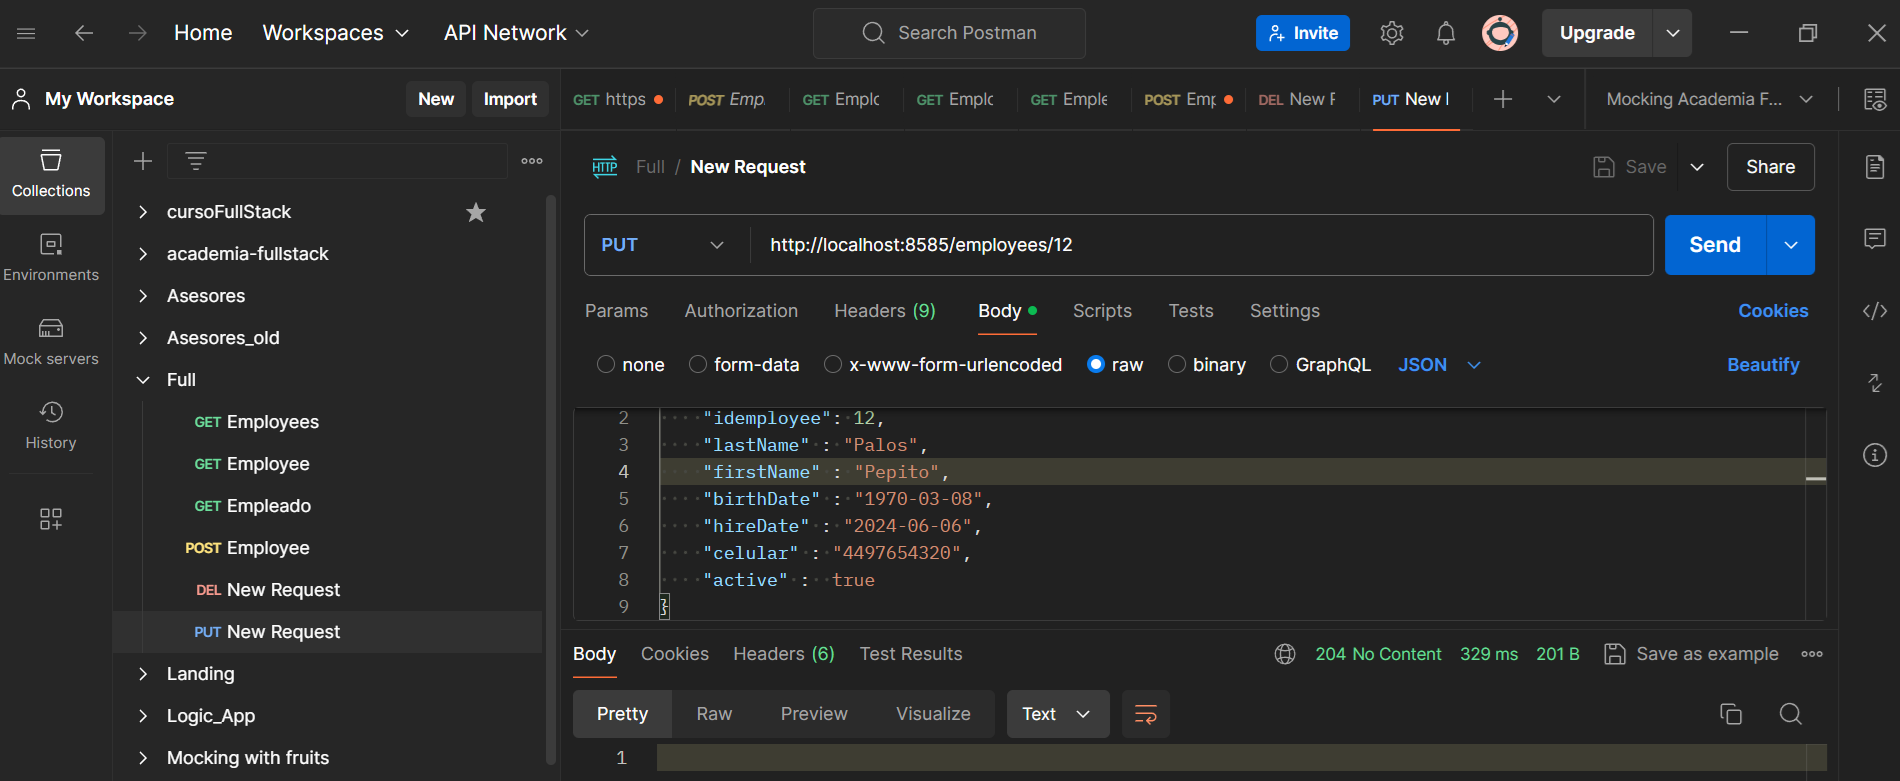 Home Workspaces API Network Search Postman Invite Upgrade
My Workspace New Import GET https POST Emp. GET Emplc GET Emplc GET Emple POST Emp DEL New F PUT New I Mocking Academia F...
Collections
Environments
Mock servers
History
cursoFullStack
academia-fullstack
Asesores
Asesores_old
Full
GET Employees
GET Employee
GET Empleado
POST Employee
DEL New Request
PUT New Request
Landing
Logic_App
Mocking with fruits
HTTP Full / New Request Save Share
PUT http://localhost:8585/employees/12 Send
Params Authorization Headers (9) Body Scripts Tests Settings Cookies
none form-data x-www-form-urlencoded raw binary GraphQL JSON Beautify
2 "idemployee": 12,
3 "lastName" : "Palos",
4 "firstName" : "Pepito",
5 "birthDate" : "1970-03-08",
6 "hireDate" : "2024-06-06",
7 "celular" : "4497654320",
8 "active" : true
9 }
Body Cookies Headers (6) Test Results 204 No Content 329 ms 201 B Save as example
Pretty Raw Preview Visualize Text
1